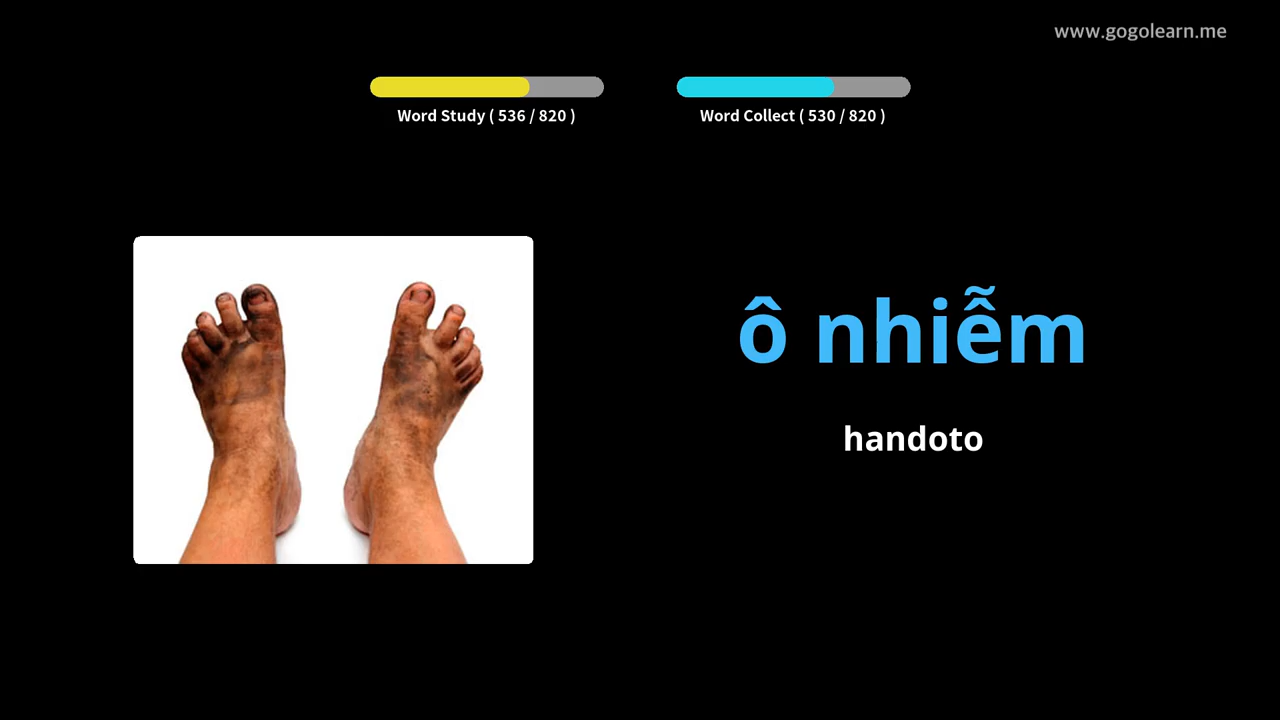 www.gogolearn.me
Word Study ( 536 / 820 )
Word Collect ( 530 / 820 )
ô nhiễm
handoto